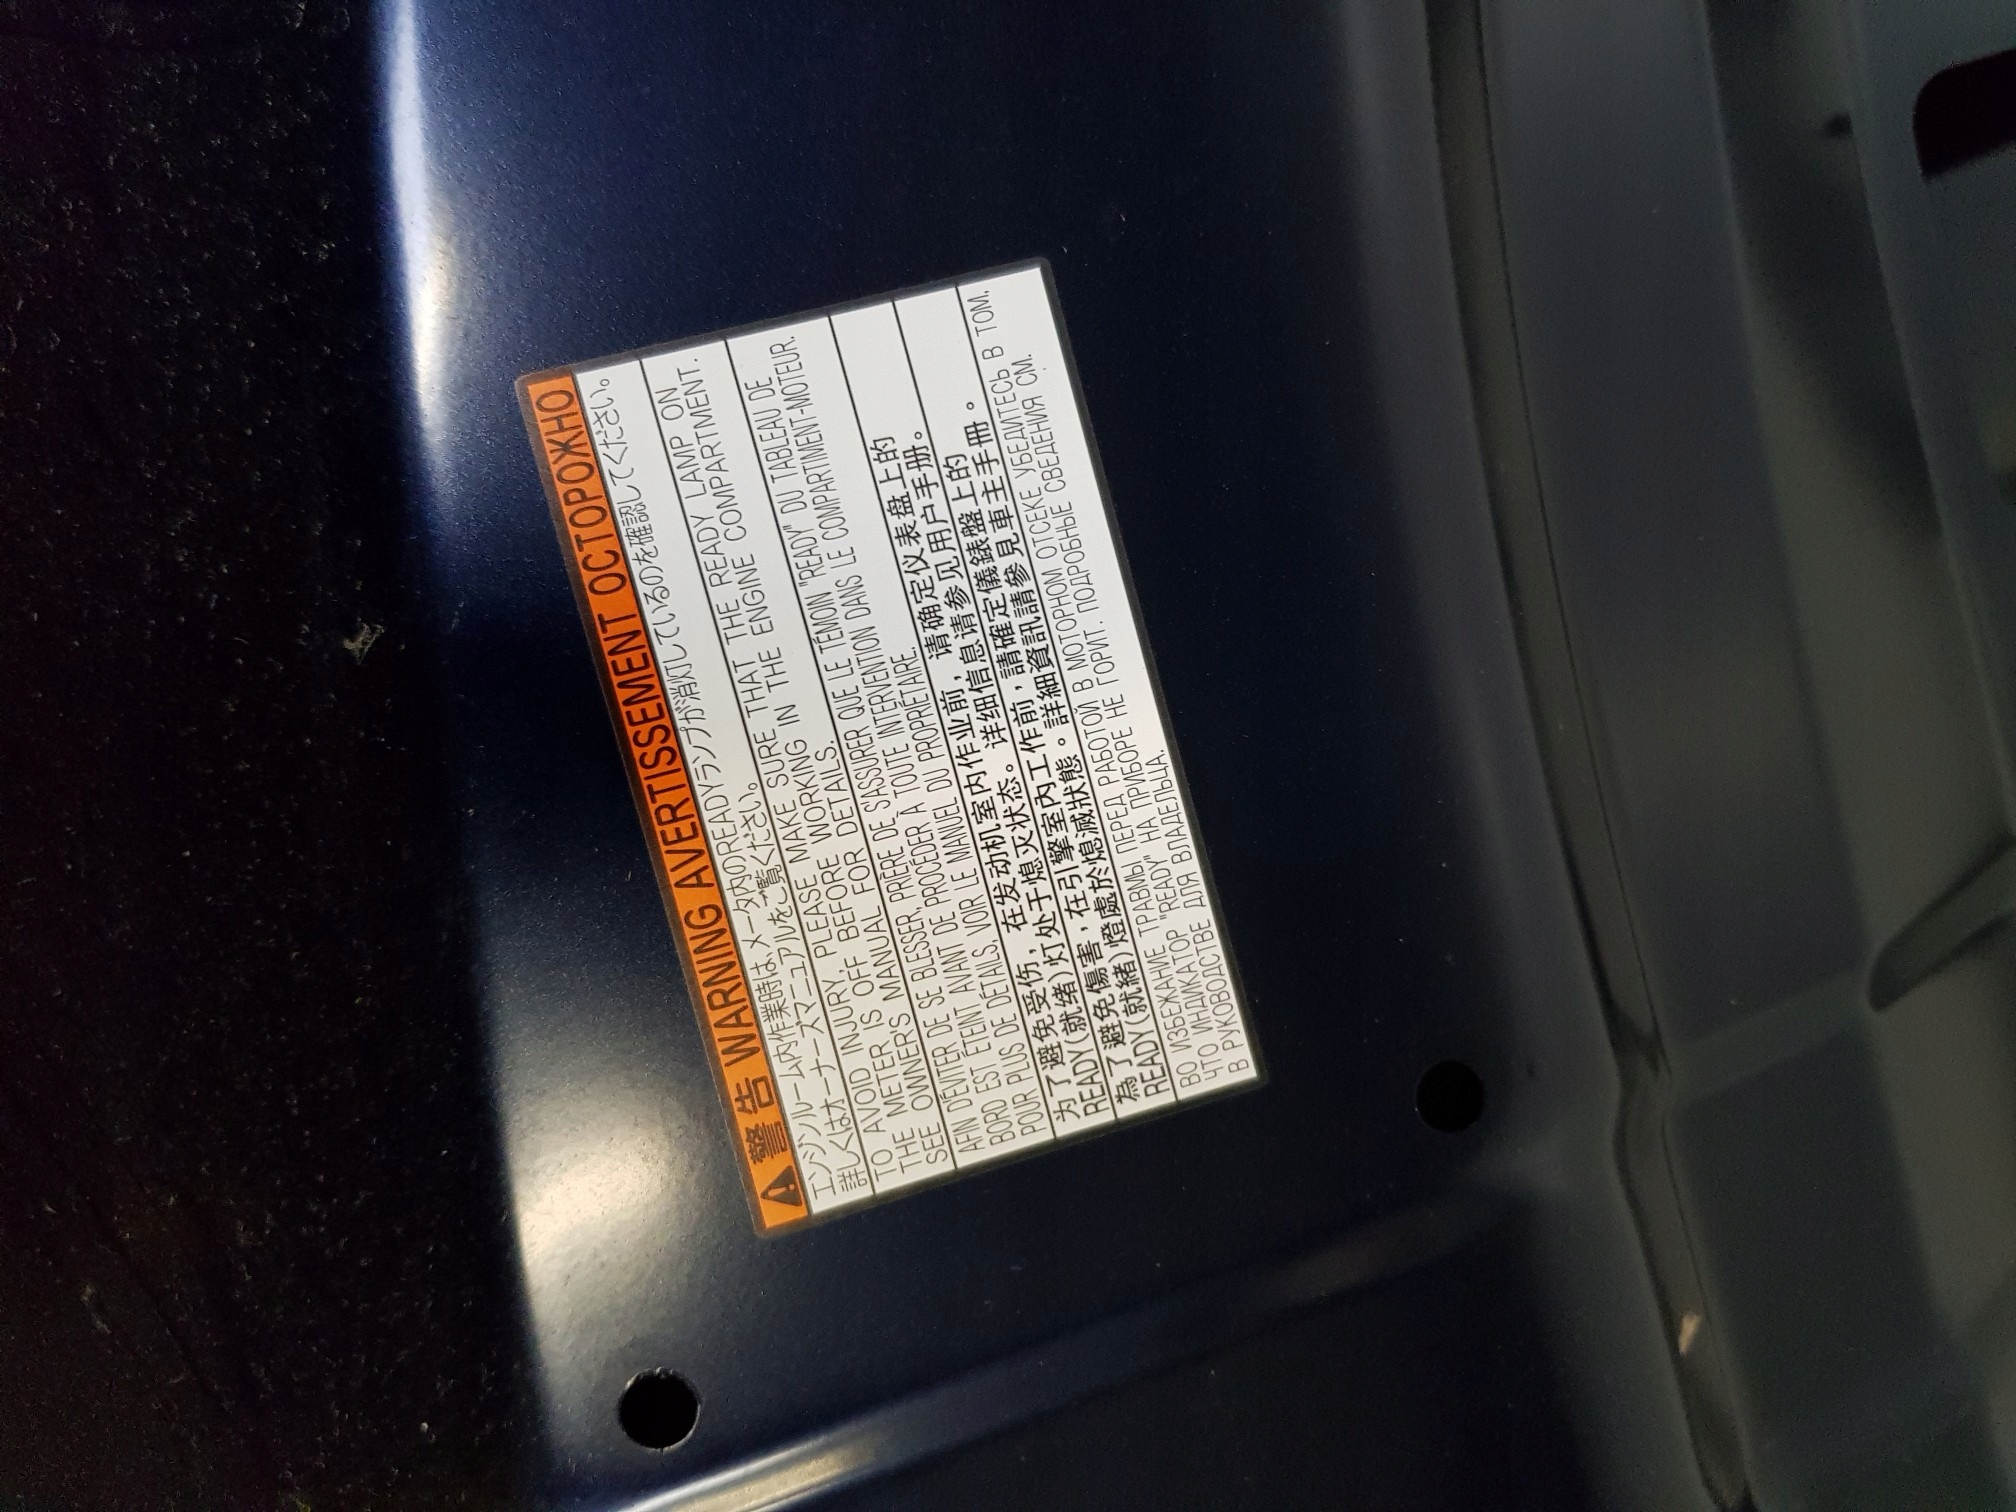 警告 WARNING AVERTISSEMENT ОСТОРОЖНО
エンジンルーム内作業時は、メータ内のREADYランプが消灯しているのを確認してください。
詳しくはオーナーズマニュアルをご覧ください。
TO AVOID INJURY, PLEASE MAKE SURE THAT THE READY LAMP ON
THE METER IS OFF BEFORE WORKING IN THE ENGINE COMPARTMENT.
SEE OWNER'S MANUAL FOR DETAILS.
AFIN D'ÉVITER DE SE BLESSER, PRIÈRE DE S'ASSURER QUE LE TÉMOIN "READY" DU TABLEAU DE
BORD EST ÉTEINT AVANT DE PROCÉDER À TOUTE INTERVENTION DANS LE COMPARTIMENT-MOTEUR.
POUR PLUS DE DÉTAILS, VOIR LE MANUEL DU PROPRIÉTAIRE.
为了避免受伤，在发动机室内作业前，请确定仪表盘上的
READY(就绪)灯处于熄灭状态。详细信息请参见用户手册。
為了避免傷害，在引擎室內工作前，請確定儀錶盤上的
READY(就緒)燈處於熄滅狀態。詳細資訊請參見車主手冊。
ВО ИЗБЕЖАНИЕ ТРАВМЫ ПЕРЕД РАБОТОЙ В МОТОРНОМ ОТСЕКЕ УБЕДИТЕСЬ В ТОМ,
ЧТО ИНДИКАТОР "READY" НА ПРИБОРЕ НЕ ГОРИТ. ПОДРОБНЫЕ СВЕДЕНИЯ СМ.
В РУКОВОДСТВЕ ДЛЯ ВЛАДЕЛЬЦА.